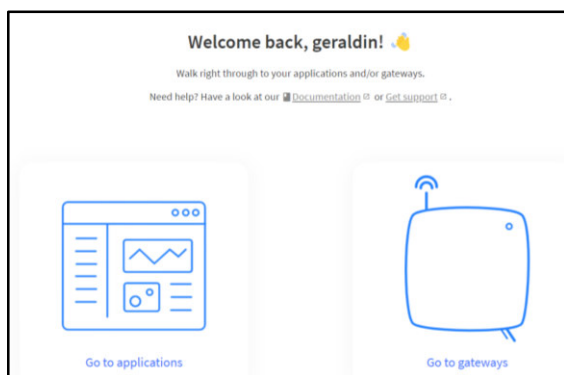 Welcome back, geraldin! 👋
Walk right through to your applications and/or gateways.
Need help? Have a look at our Documentation or Get support .
Go to applications
Go to gateways